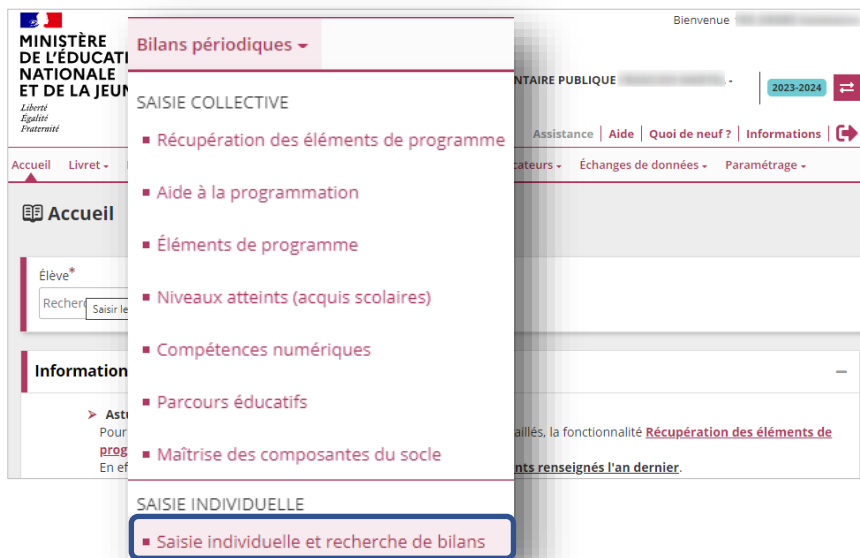 MINISTÈRE
DE L'ÉDUCATI
NATIONALE
ET DE LA JEUN
Liberté
Égalité
Fraternité
Bienvenue
NTAIRE PUBLIQUE -
2023-2024
Assistance | Aide | Quoi de neuf ? | Informations
Accueil Livret cateurs Échanges de données Paramétrage
Accueil
Élève*
Recherc
Saisir le
Information
Bilans périodiques
SAISIE COLLECTIVE
Récupération des éléments de programme
Aide à la programmation
Éléments de programme
Niveaux atteints (acquis scolaires)
Compétences numériques
Parcours éducatifs
Maîtrise des composantes du socle
SAISIE INDIVIDUELLE
Saisie individuelle et recherche de bilans
Astu
Pour aillés, la fonctionnalité Récupération des éléments de
prog
En ef nts renseignés l'an dernier.